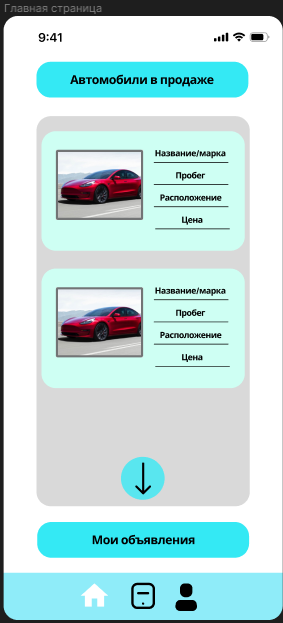 Главная страница
9:41
Автомобили в продаже
Название/марка
Пробег
Расположение
Цена
Название/марка
Пробег
Расположение
Цена
Мои объявления